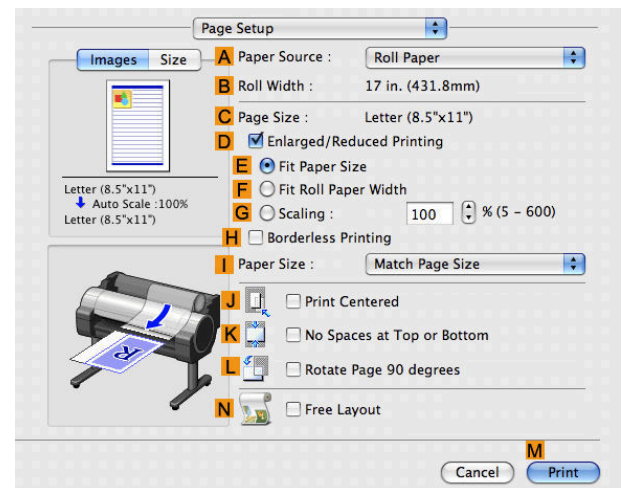 Page Setup
Images Size
A Paper Source : Roll Paper
B Roll Width : 17 in. (431.8mm)
C Page Size : Letter (8.5"x11")
D Enlarged/Reduced Printing
E Fit Paper Size
F Fit Roll Paper Width
G Scaling : 100 % (5 - 600)
Letter (8.5"x11")
Auto Scale :100%
Letter (8.5"x11")
H Borderless Printing
I Paper Size : Match Page Size
J Print Centered
K No Spaces at Top or Bottom
L Rotate Page 90 degrees
R
N Free Layout
M
Cancel Print